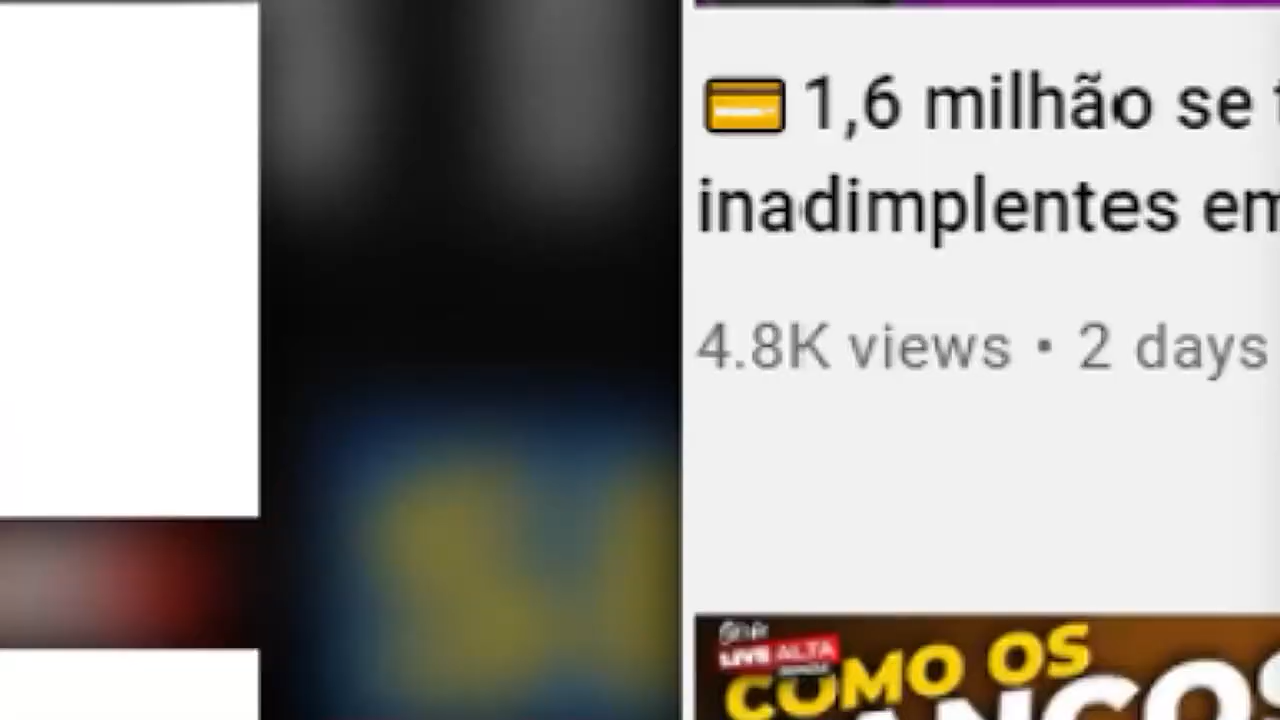 1,6 milhão se
inadimplentes em
4.8K views • 2 days
LIVE ALTA
COMO OS